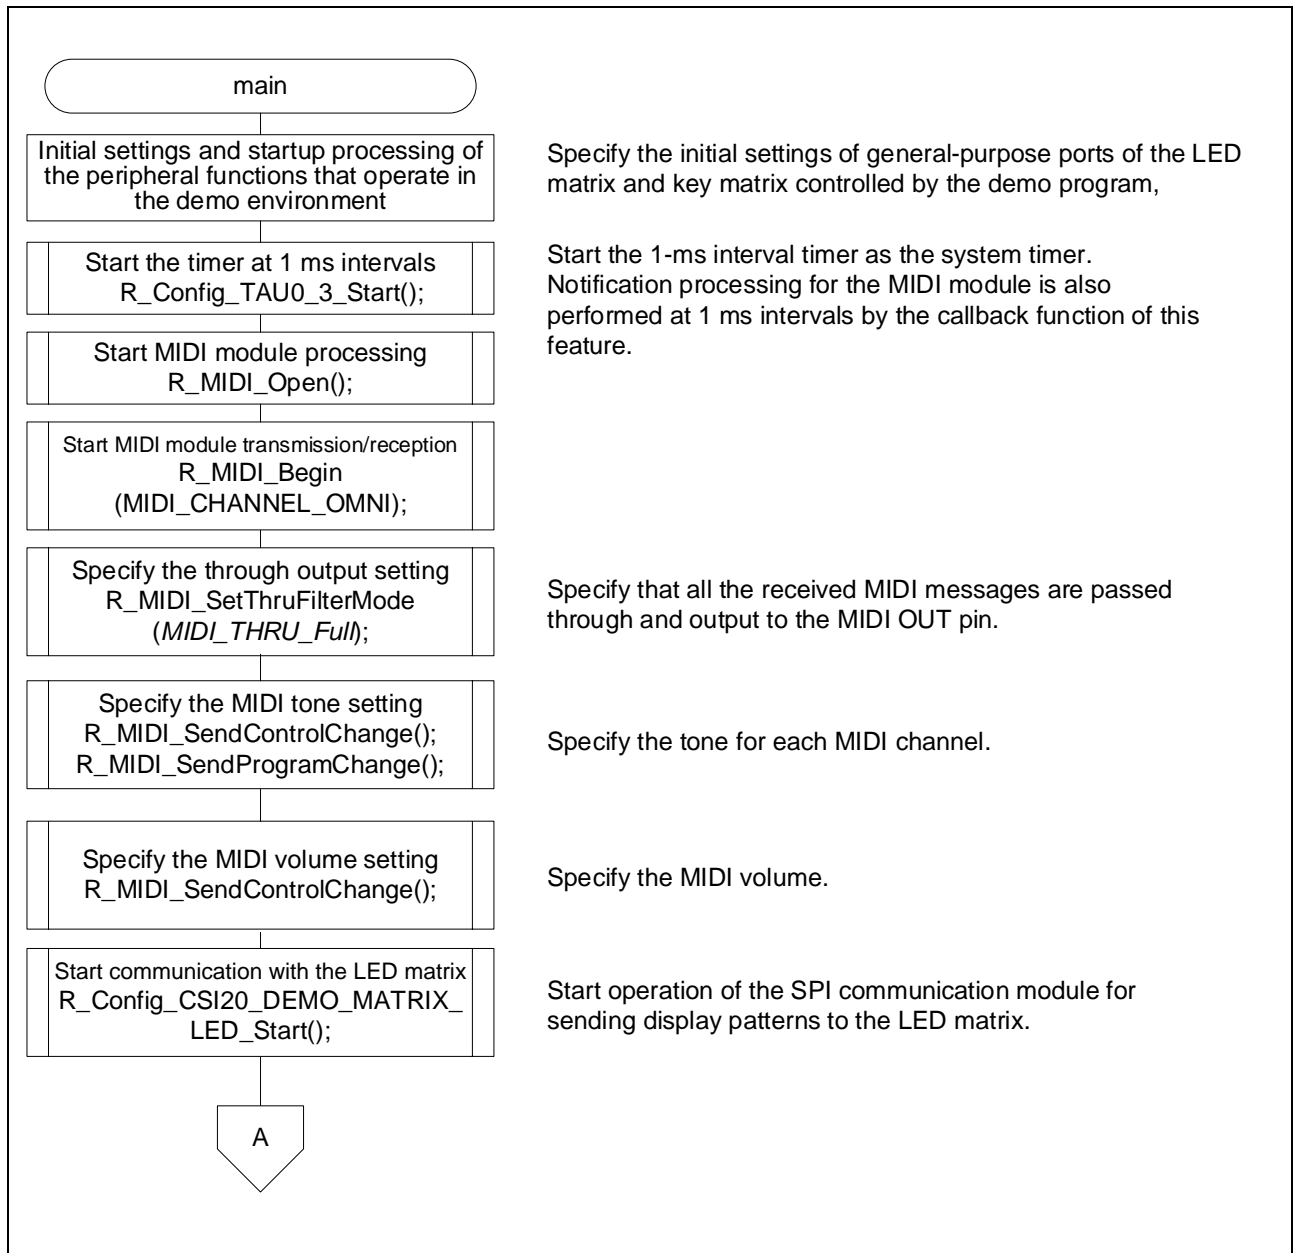 main
Initial settings and startup processing of
the peripheral functions that operate in
the demo environment
Specify the initial settings of general-purpose ports of the LED
matrix and key matrix controlled by the demo program,
Start the timer at 1 ms intervals
R_Config_TAU0_3_Start();
Start the 1-ms interval timer as the system timer.
Notification processing for the MIDI module is also
performed at 1 ms intervals by the callback function of this
feature.
Start MIDI module processing
R_MIDI_Open();
Start MIDI module transmission/reception
R_MIDI_Begin
(MIDI_CHANNEL_OMNI);
Specify the through output setting
R_MIDI_SetThruFilterMode
(MIDI_THRU_Full);
Specify that all the received MIDI messages are passed
through and output to the MIDI OUT pin.
Specify the MIDI tone setting
R_MIDI_SendControlChange();
R_MIDI_SendProgramChange();
Specify the tone for each MIDI channel.
Specify the MIDI volume setting
R_MIDI_SendControlChange();
Specify the MIDI volume.
Start communication with the LED matrix
R_Config_CSI20_DEMO_MATRIX_
LED_Start();
Start operation of the SPI communication module for
sending display patterns to the LED matrix.
A